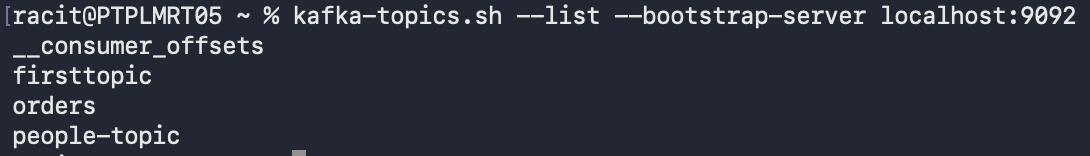 [racit@PTPLMRT05 ~ % kafka-topics.sh --list --bootstrap-server localhost:9092
__consumer_offsets
firsttopic
orders
people-topic